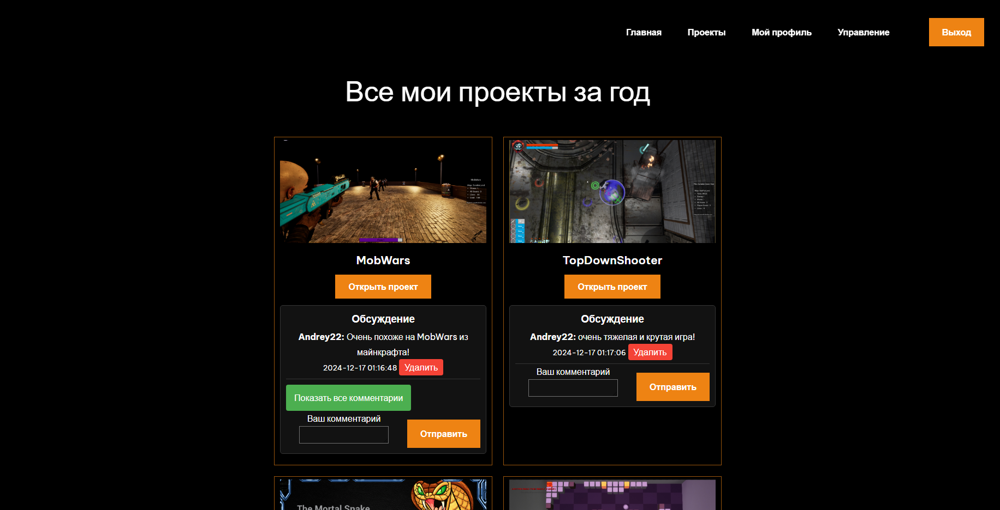 Главная
Проекты
Мой профиль
Управление
Выход
Все мои проекты за год
MobWars
MobWars
Открыть проект
Обсуждение
Andrey22: Очень похоже на MobWars из
майнкрафта!
2024-12-17 01:16:48 Удалить
Показать все комментарии
Ваш комментарий
Отправить
TopDownShooter
Открыть проект
Обсуждение
Andrey22: очень тяжелая и крутая игра!
2024-12-17 01:17:06 Удалить
Ваш комментарий
Отправить
The Mortal Snake